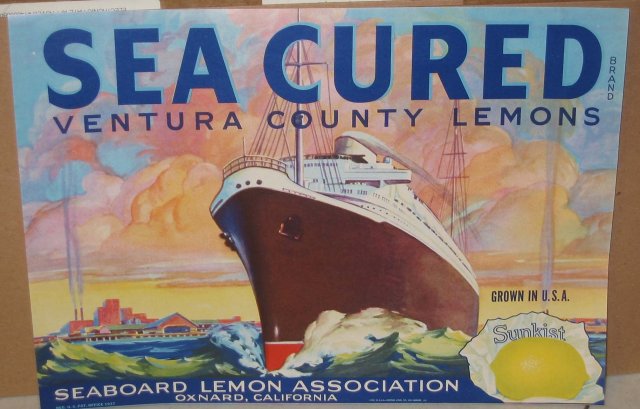 SEA CURED
BRAND
VENTURA COUNTY LEMONS
GROWN IN U.S.A.
Sunkist
SEABOARD LEMON ASSOCIATION
OXNARD, CALIFORNIA